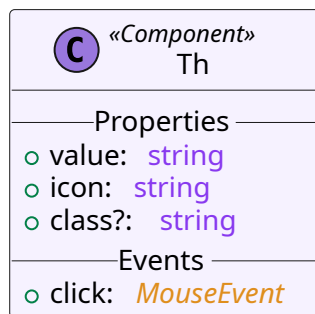 C «Component»
Th
Properties
value: string
icon: string
class?: string
Events
click: MouseEvent